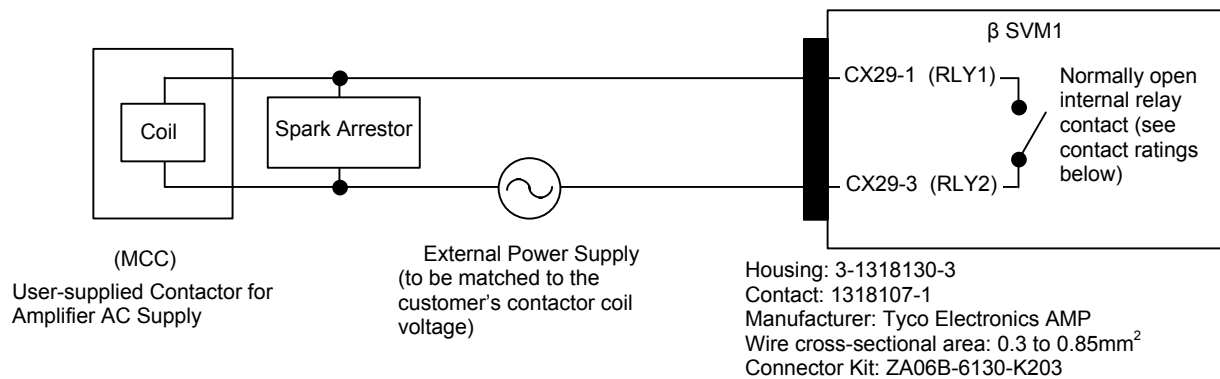 β SVM1
CX29-1 (RLY1)
Normally open
internal relay
contact (see
contact ratings
below)
Coil
Spark Arrestor
CX29-3 (RLY2)
(MCC)
User-supplied Contactor for
Amplifier AC Supply
External Power Supply
(to be matched to the
customer’s contactor coil
voltage)
Housing: 3-1318130-3
Contact: 1318107-1
Manufacturer: Tyco Electronics AMP
Wire cross-sectional area: 0.3 to 0.85mm²
Connector Kit: ZA06B-6130-K203